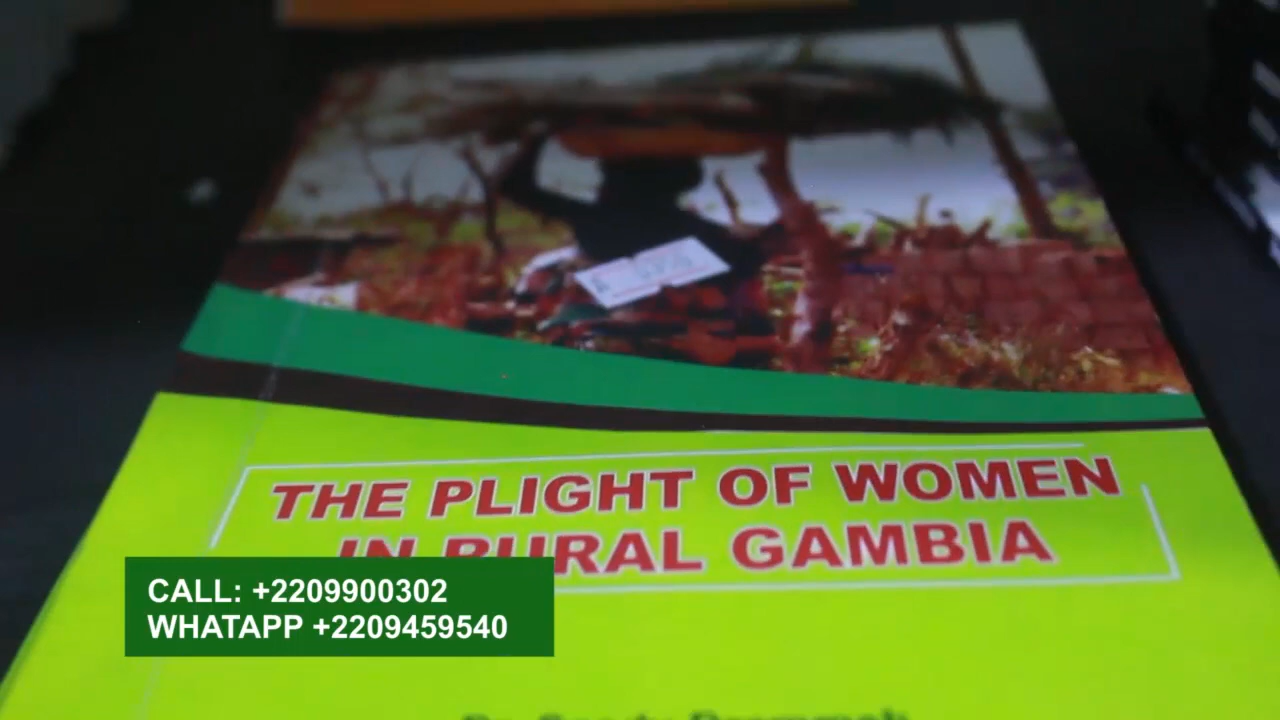 THE PLIGHT OF WOMEN
IN RURAL GAMBIA
CALL: +2209900302
WHATAPP +2209459540